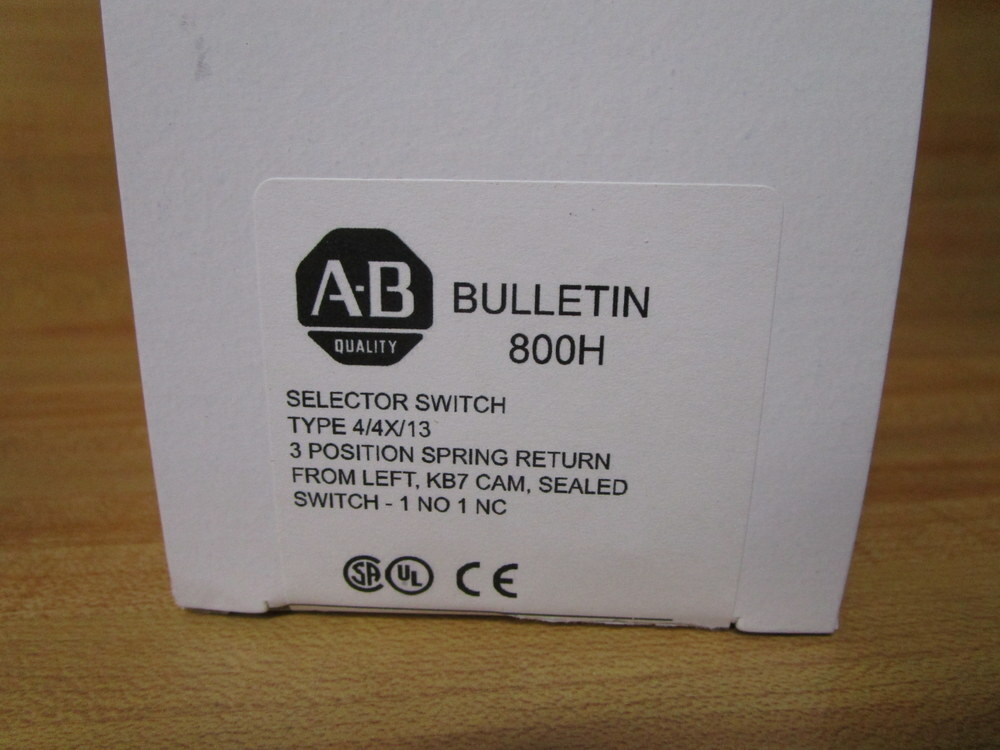 A-B
QUALITY
BULLETIN
800H
SELECTOR SWITCH
TYPE 4/4X/13
3 POSITION SPRING RETURN
FROM LEFT, KB7 CAM, SEALED
SWITCH - 1 NO 1 NC
SA UL CE